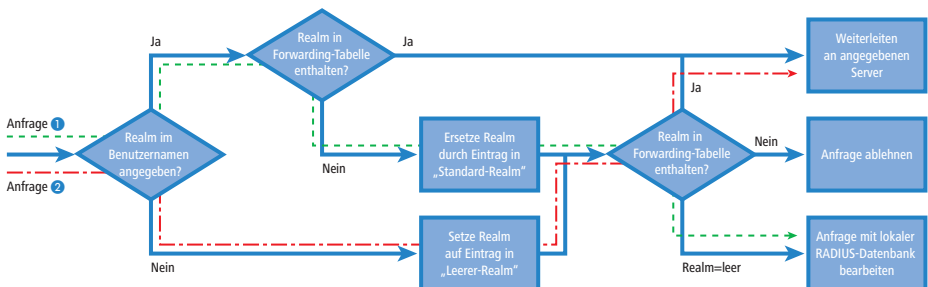 Ja
Realm in
Forwarding-Tabelle
enthalten?
Ja
Weiterleiten
an angegebenen
Server
Anfrage 1
Realm im
Benutzernamen
angegeben?
Anfrage 2
Nein
Ersetze Realm
durch Eintrag in
„Standard-Realm"
Ja
Realm in
Forwarding-Tabelle
enthalten?
Nein
Anfrage ablehnen
Nein
Setze Realm
auf Eintrag in
„Leerer-Realm"
Realm=leer
Anfrage mit lokaler
RADIUS-Datenbank
bearbeiten